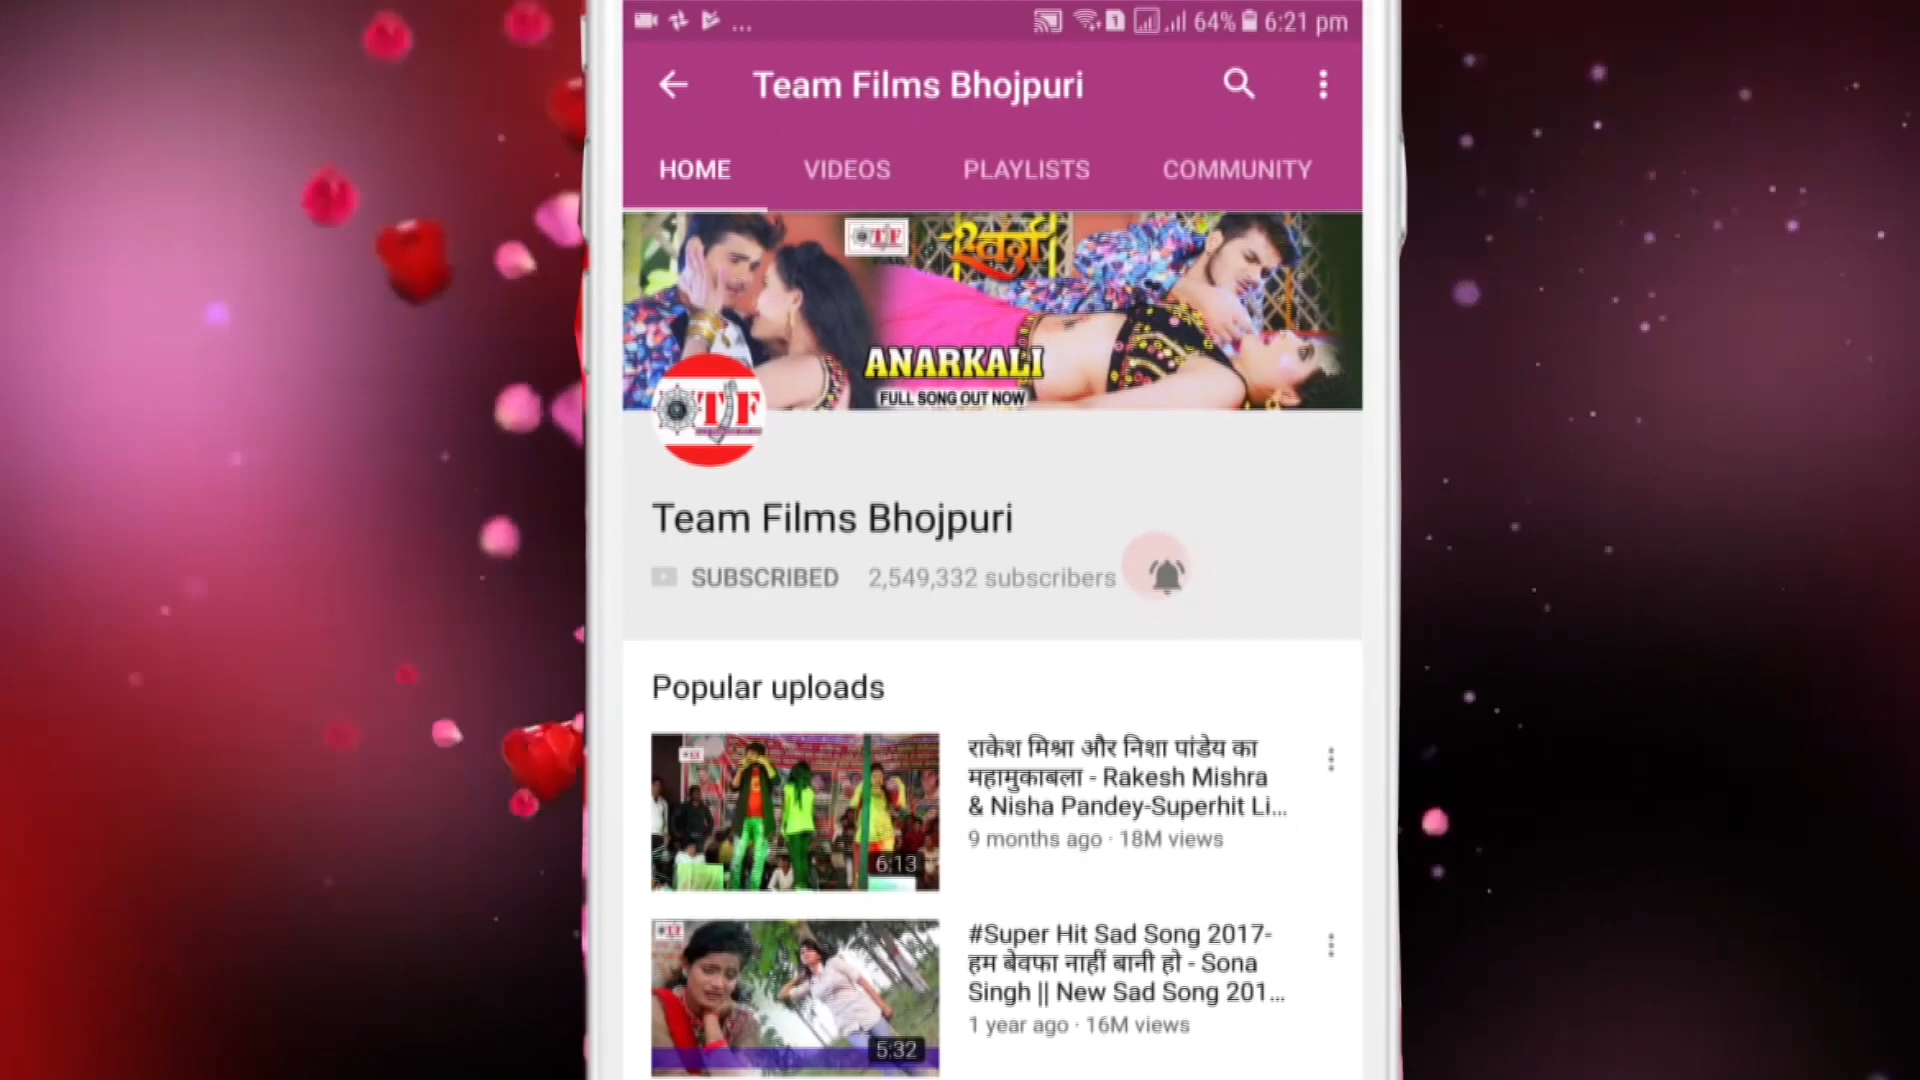 ... 64% 6:21 pm
Team Films Bhojpuri
HOME VIDEOS PLAYLISTS COMMUNITY
TF
स्वर्ग
ANARKALI
FULL SONG OUT NOW
TF
Team Films Bhojpuri
SUBSCRIBED 2,549,332 subscribers
Popular uploads
राकेश मिश्रा और निशा पांडेय का
महामुकाबला - Rakesh Mishra
& Nisha Pandey-Superhit Li...
9 months ago · 18M views
6:13
#Super Hit Sad Song 2017-
हम बेवफा नाहीं बानी हो - Sona
Singh || New Sad Song 201...
1 year ago · 16M views
5:32